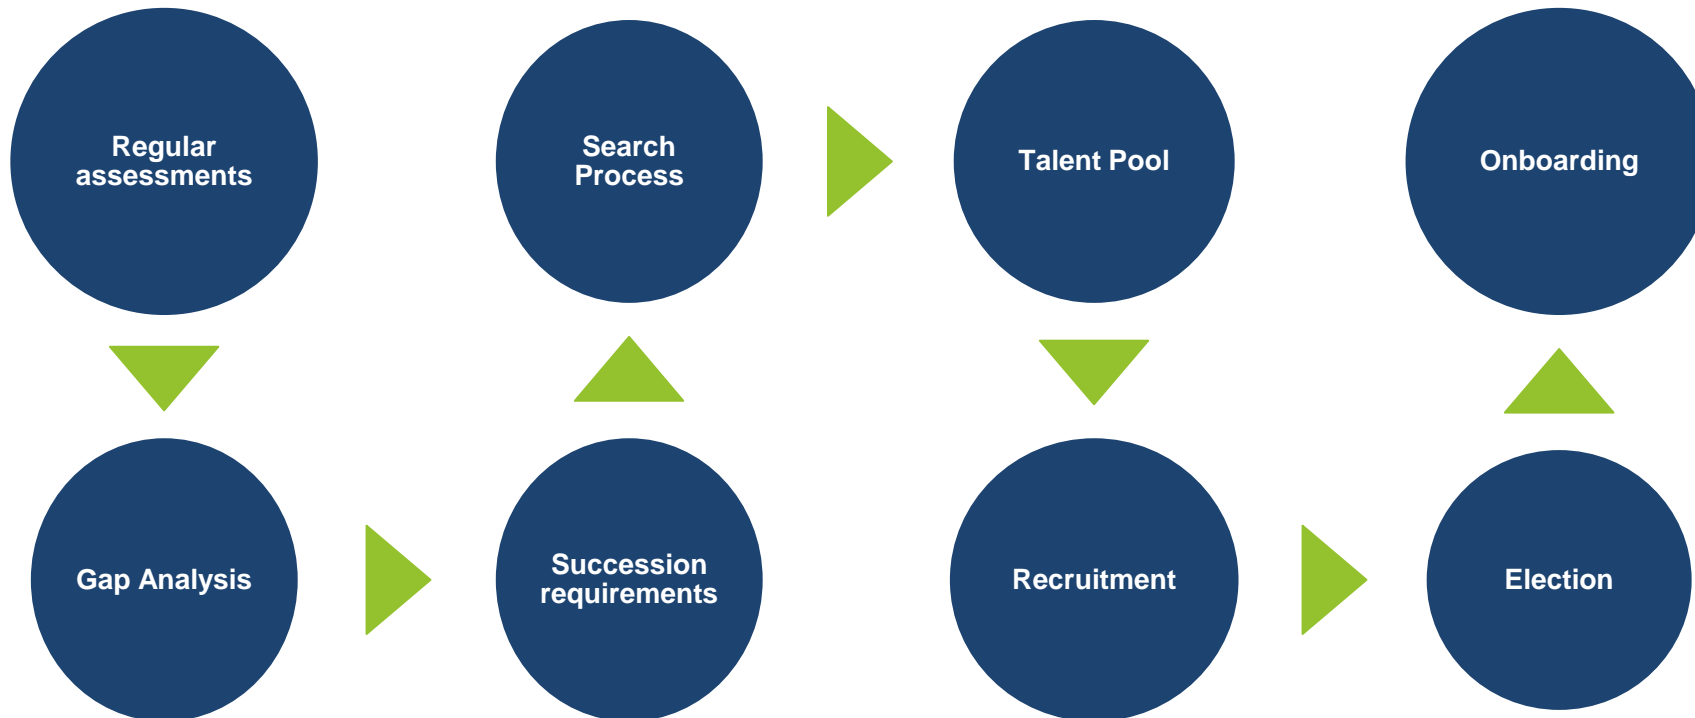 Regular
assessments
Gap Analysis
Succession
requirements
Search
Process
Talent Pool
Recruitment
Election
Onboarding